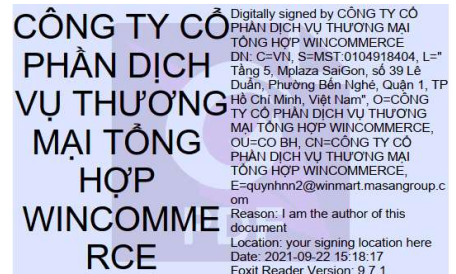 CÔNG TY CỔ
PHẦN DỊCH
VỤ THƯƠNG
MẠI TỔNG
HỢP
WINCOMME
RCE
Digitally signed by CÔNG TY CỔ
PHẦN DỊCH VỤ THƯƠNG MẠI
TỔNG HỢP WINCOMMERCE
DN: C=VN, S=MST:0104918404, L="
Tầng 5, Mplaza SaiGon, số 39 Lê
Duẩn, Phường Bến Nghé, Quận 1, TP
Hồ Chí Minh, Việt Nam", O=CÔNG
TY CỔ PHẦN DỊCH VỤ THƯƠNG
MẠI TỔNG HỢP WINCOMMERCE,
OU=CO BH, CN=CÔNG TY CỔ
PHẦN DỊCH VỤ THƯƠNG MẠI
TỔNG HỢP WINCOMMERCE,
E=quynhnn2@winmart.masangroup.c
om
Reason: I am the author of this
document
Location: your signing location here
Date: 2021-09-22 15:18:17
Foxit Reader Version: 9.7.1